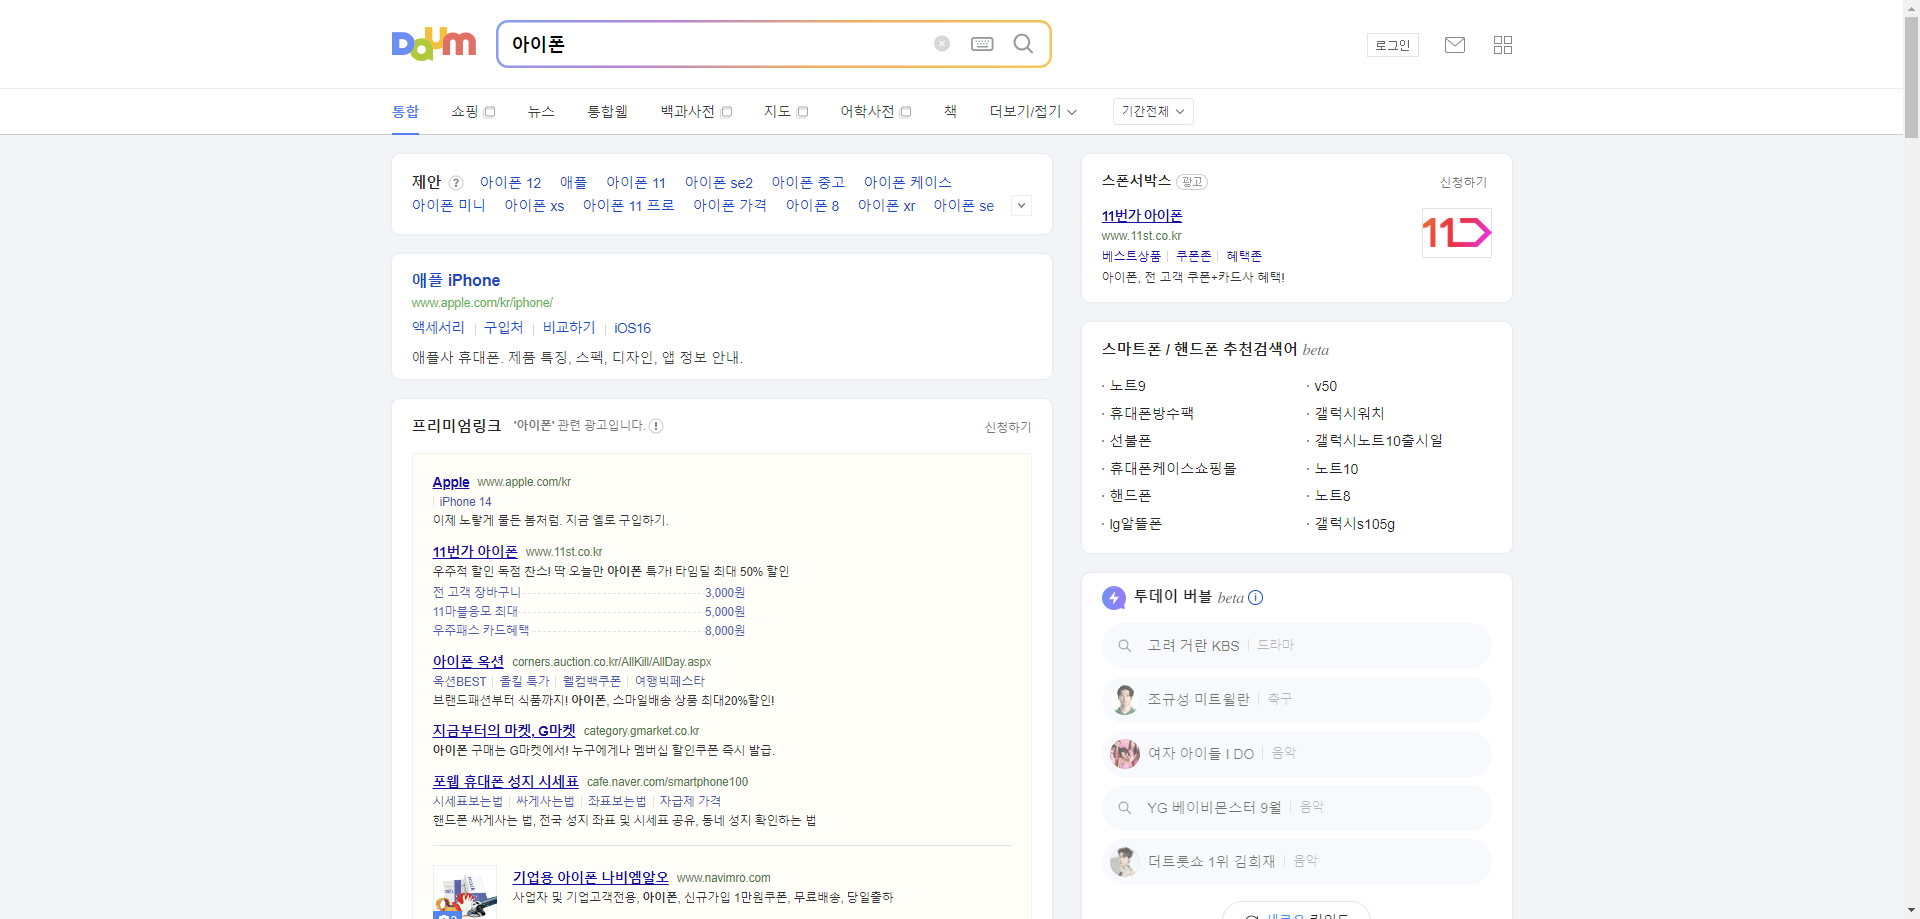 Daum
아이폰
로그인
통합 쇼핑 뉴스 통합웹 백과사전 지도 어학사전 책 더보기/접기 기간전체
제안 ? 아이폰 12 애플 아이폰 11 아이폰 se2 아이폰 중고 아이폰 케이스
아이폰 미니 아이폰 xs 아이폰 11 프로 아이폰 가격 아이폰 8 아이폰 xr 아이폰 se
애플 iPhone
www.apple.com/kr/iphone/
액세서리 | 구입처 | 비교하기 | iOS16
애플사 휴대폰. 제품 특징, 스펙, 디자인, 앱 정보 안내.
프리미엄링크 '아이폰' 관련 광고입니다. ! 신청하기
Apple www.apple.com/kr
| iPhone 14
이제 노랗게 물든 봄처럼. 지금 옐로 구입하기.
11번가 아이폰 www.11st.co.kr
우주적 할인 독점 찬스! 딱 오늘만 아이폰 특가! 타임딜 최대 50% 할인
전 고객 장바구니 3,000원
11마블응모 최대 5,000원
우주패스 카드혜택 8,000원
아이폰 옥션 corners.auction.co.kr/AllKill/AllDay.aspx
옥션BEST | 올킬 특가 | 웰컴백쿠폰 | 여행빅페스타
브랜드패션부터 식품까지! 아이폰, 스마일배송 상품 최대20%할인!
지금부터의 마켓, G마켓 category.gmarket.co.kr
아이폰 구매는 G마켓에서! 누구에게나 멤버십 할인쿠폰 즉시 발급.
포웹 휴대폰 성지 시세표 cafe.naver.com/smartphone100
시세표보는법 | 싸게사는법 | 좌표보는법 | 자급제 가격
핸드폰 싸게사는 법, 전국 성지 좌표 및 시세표 공유, 동네 성지 확인하는 법
기업용 아이폰 나비엠알오 www.navimro.com
사업자 및 기업고객전용, 아이폰, 신규가입 1만원쿠폰, 무료배송, 당일출하
스폰서박스 광고 신청하기
11번가 아이폰
www.11st.co.kr
베스트상품 | 쿠폰존 | 혜택존
아이폰, 전 고객 쿠폰+카드사 혜택!
11
스마트폰 / 핸드폰 추천검색어 beta
· 노트9 · v50
· 휴대폰방수팩 · 갤럭시워치
· 선불폰 · 갤럭시노트10출시일
· 휴대폰케이스쇼핑몰 · 노트10
· 핸드폰 · 노트8
· lg알뜰폰 · 갤럭시s105g
투데이 버블 beta i
고려 거란 KBS | 드라마
조규성 미트윌란 | 축구
여자 아이들 I DO | 음악
YG 베이비몬스터 9월 | 음악
더트롯쇼 1위 김희재 | 음악